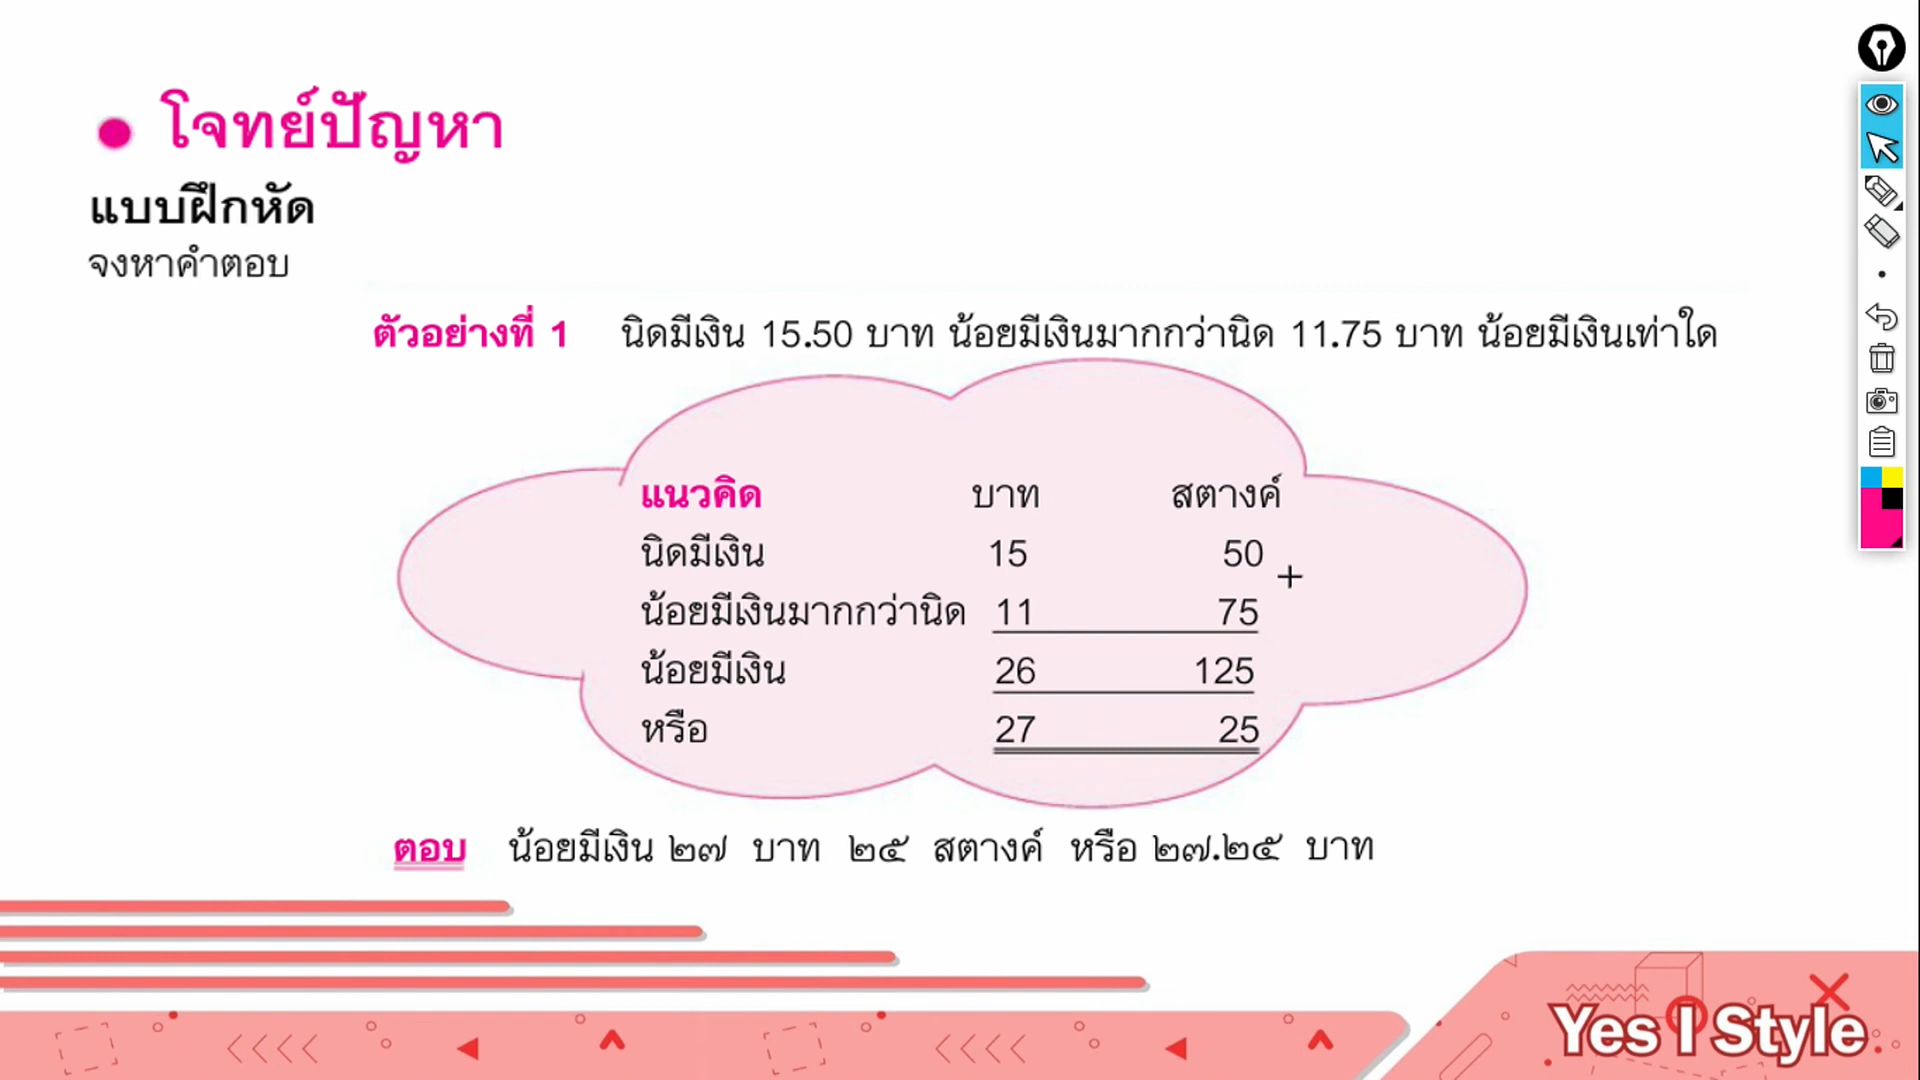 โจทย์ปัญหา
แบบฝึกหัด
จงหาคำตอบ
ตัวอย่างที่ 1 นิดมีเงิน 15.50 บาท น้อยมีเงินมากกว่านิด 11.75 บาท น้อยมีเงินเท่าใด
แนวคิด บาท สตางค์
นิดมีเงิน 15 50
+
น้อยมีเงินมากกว่านิด 11 75
น้อยมีเงิน 26 125
หรือ 27 25
ตอบ น้อยมีเงิน ๒๗ บาท ๒๕ สตางค์ หรือ ๒๗.๒๕ บาท
Yes I Style